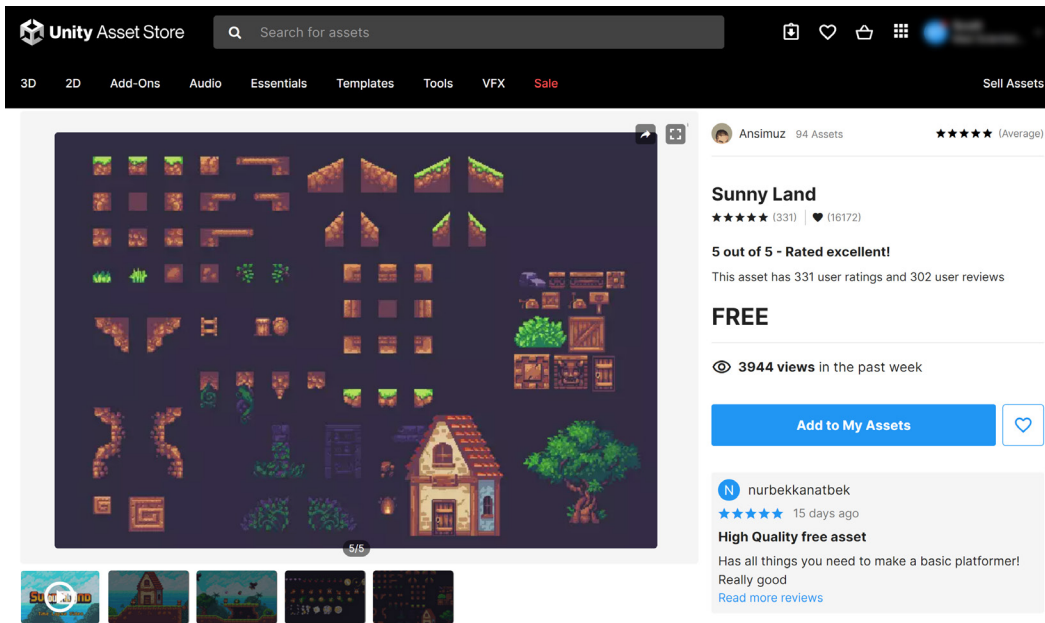 Unity Asset Store
Search for assets
3D 2D Add-Ons Audio Essentials Templates Tools VFX Sale Sell Assets
Ansimuz 94 Assets ★★★★★ (Average)
Sunny Land
★★★★★ (331) (16172)
5 out of 5 - Rated excellent!
This asset has 331 user ratings and 302 user reviews
FREE
3944 views in the past week
Add to My Assets
N nurbekkanatbek
★★★★★ 15 days ago
High Quality free asset
Has all things you need to make a basic platformer!
Really good
Read more reviews
5/5